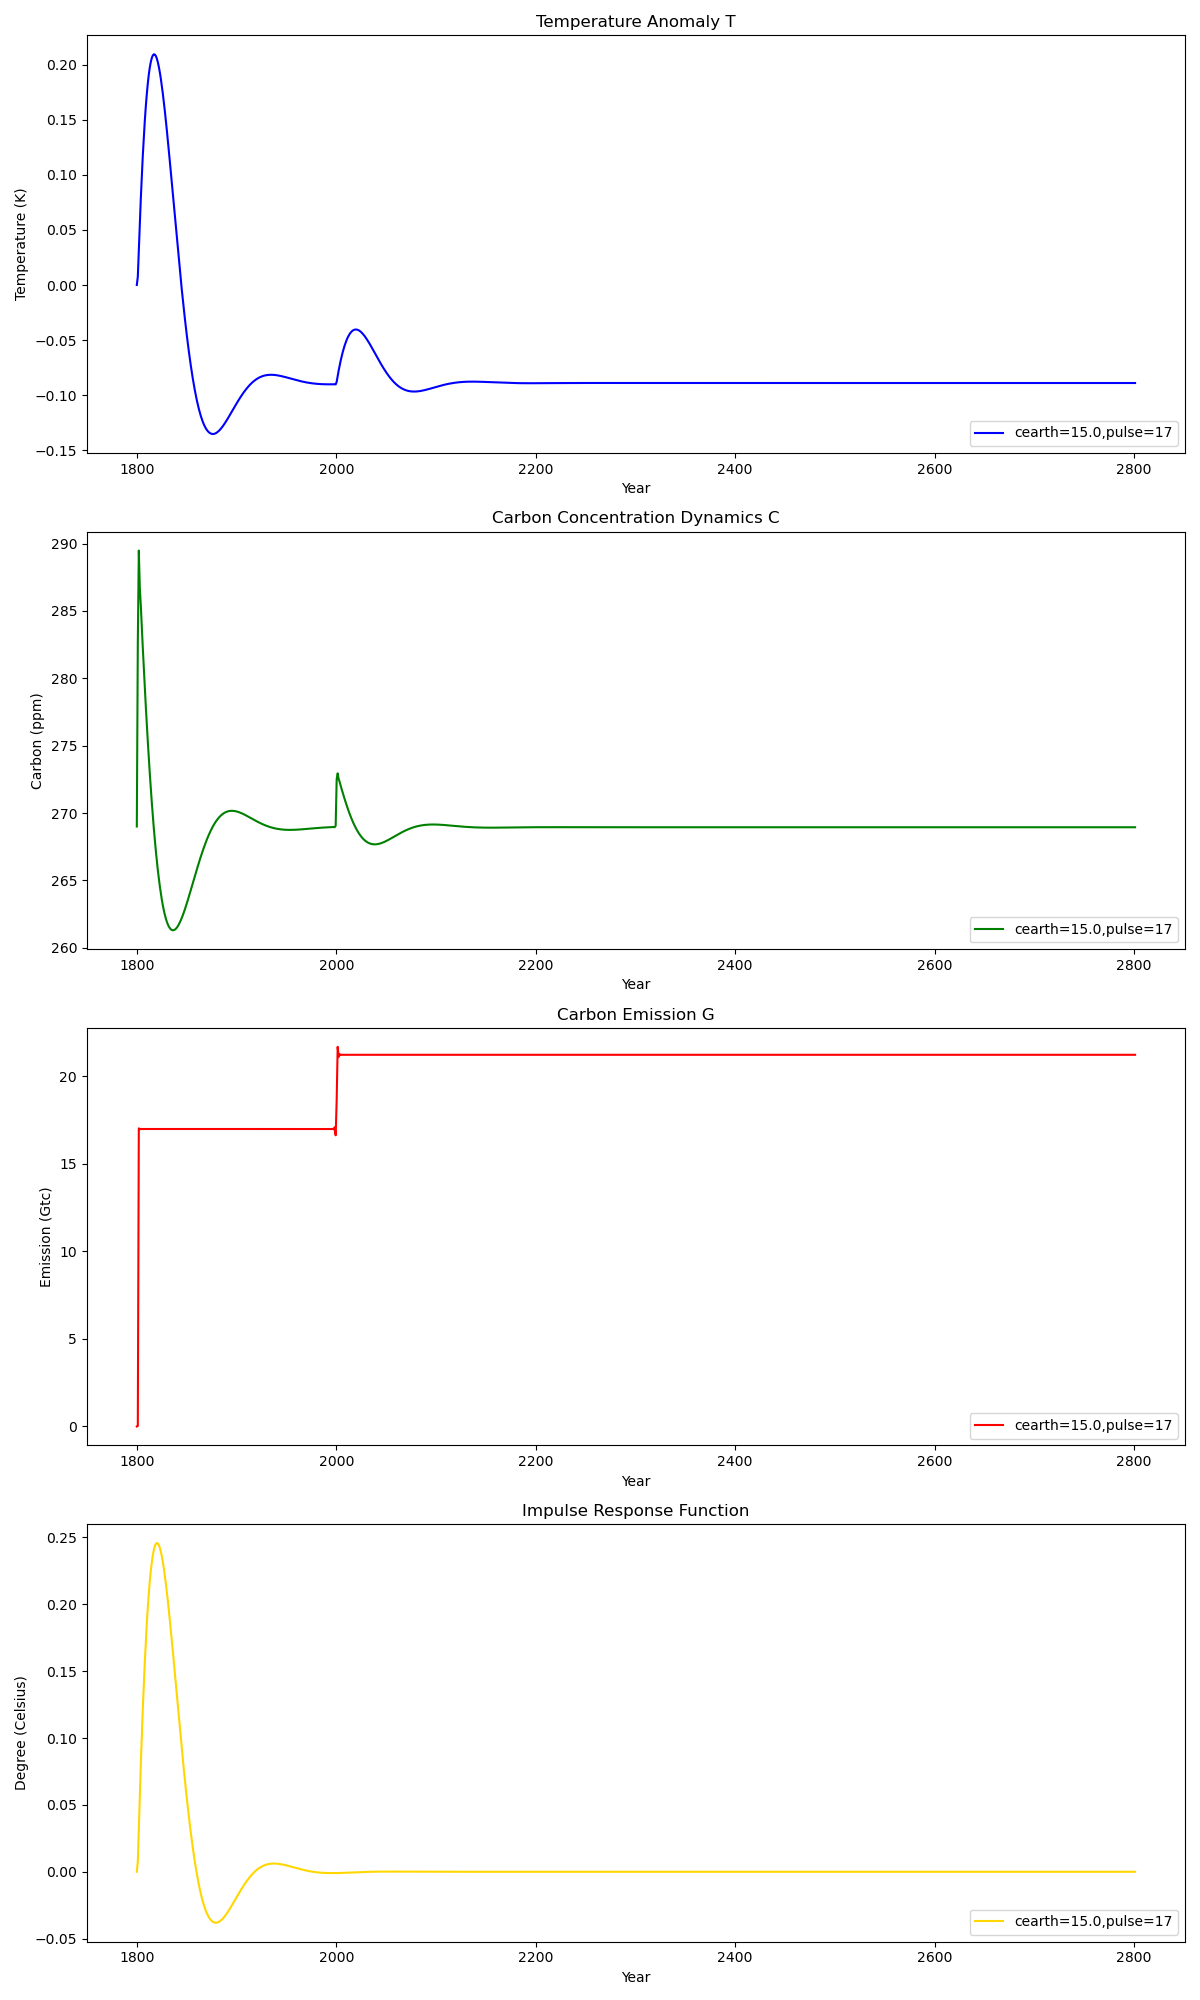 Temperature Anomaly T
0.20
0.15
0.10
0.05
0.00
−0.05
−0.10
−0.15
Temperature (K)
cearth=15.0,pulse=17
1800 2000 2200 2400 2600 2800
Year
Carbon Concentration Dynamics C
290
285
280
275
270
265
260
Carbon (ppm)
cearth=15.0,pulse=17
1800 2000 2200 2400 2600 2800
Year
Carbon Emission G
20
15
10
5
0
Emission (Gtc)
cearth=15.0,pulse=17
1800 2000 2200 2400 2600 2800
Year
Impulse Response Function
0.25
0.20
0.15
0.10
0.05
0.00
−0.05
Degree (Celsius)
cearth=15.0,pulse=17
1800 2000 2200 2400 2600 2800
Year